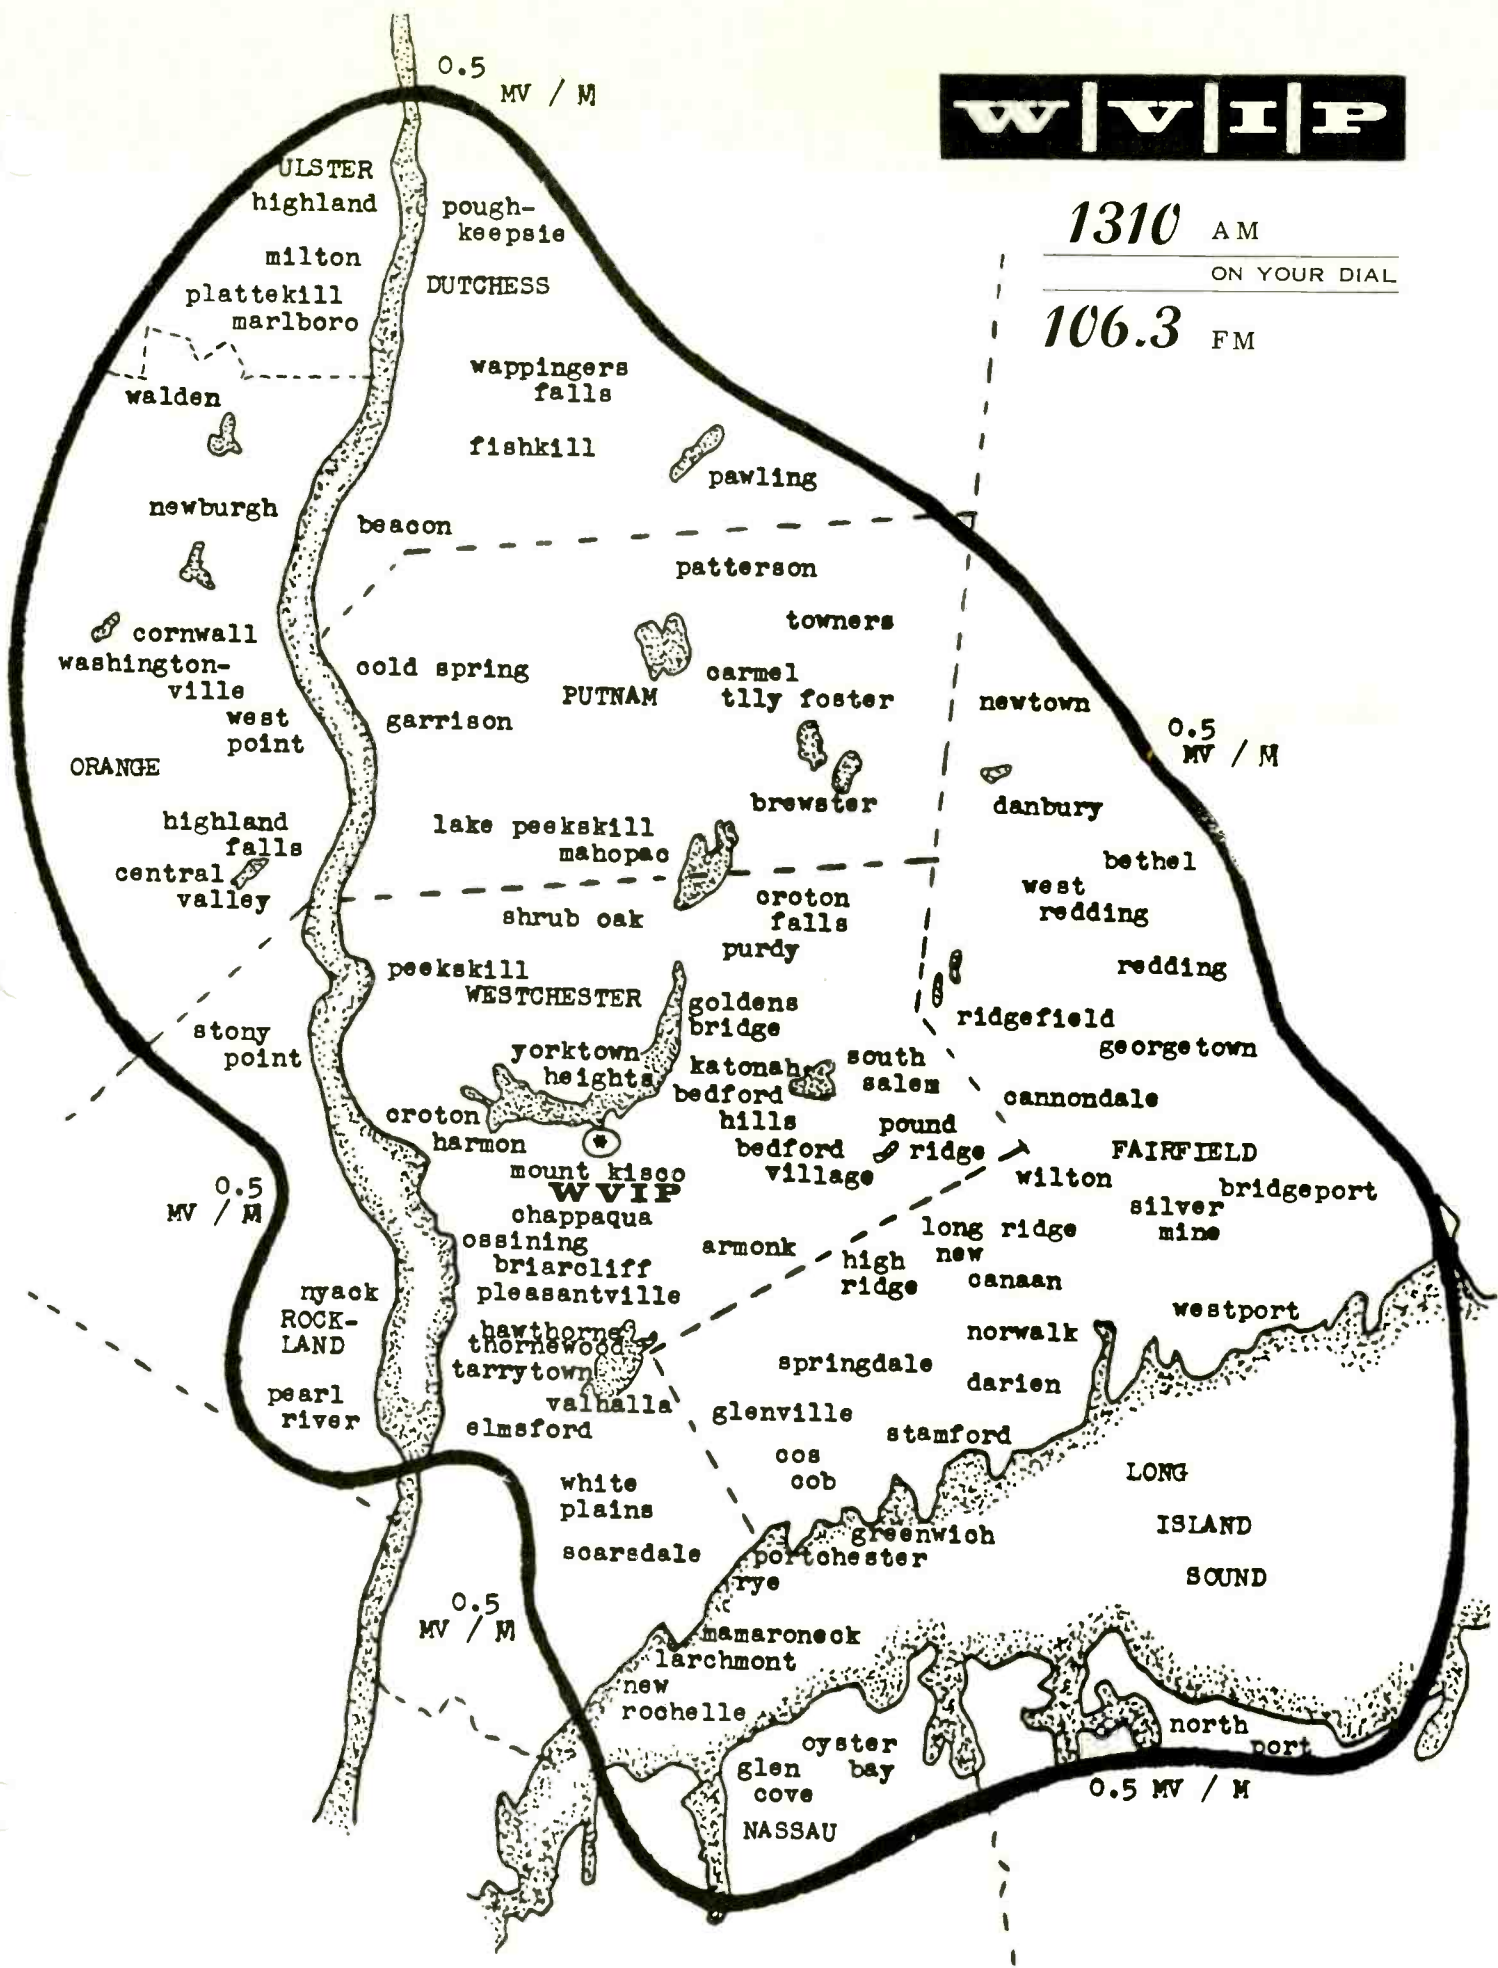 0.5
MV / M
W|V|I|P
1310 AM
ON YOUR DIAL
106.3 FM
ULSTER
highland
pough-
keepsie
milton
DUTCHESS
plattekill
marlboro
wappingers
falls
walden
fishkill
pawling
newburgh
beacon
patterson
towners
cornwall
washington-
ville
cold spring
carmel
PUTNAM
tlly foster
newtown
west
point
garrison
0.5
MV / M
ORANGE
brewster
danbury
highland
falls
lake peekskill
mahopac
bethel
central
valley
west
redding
croton
falls
shrub oak
purdy
peekskill
redding
WESTCHESTER
goldens
bridge
ridgefield
stony
point
georgetown
yorktown
heights
katonah
south
salem
bedford
hills
cannondale
croton
harmon
pound
ridge
bedford
village
FAIRFIELD
mount kisco
WVIP
wilton
bridgeport
0.5
MV / M
silver
mine
chappaqua
long ridge
ossining
armonk
new
canaan
briarcliff
high
ridge
pleasantville
nyack
westport
ROCK-
LAND
hawthorne
thornewood
norwalk
tarrytown
springdale
darien
pearl
river
valhalla
glenville
elmsford
stamford
cos
cob
white
plains
LONG
ISLAND
SOUND
greenwich
scarsdale
portchester
rye
0.5
MV / M
mamaroneck
larchmont
new
rochelle
north
port
oyster
bay
glen
cove
0.5 MV / M
NASSAU